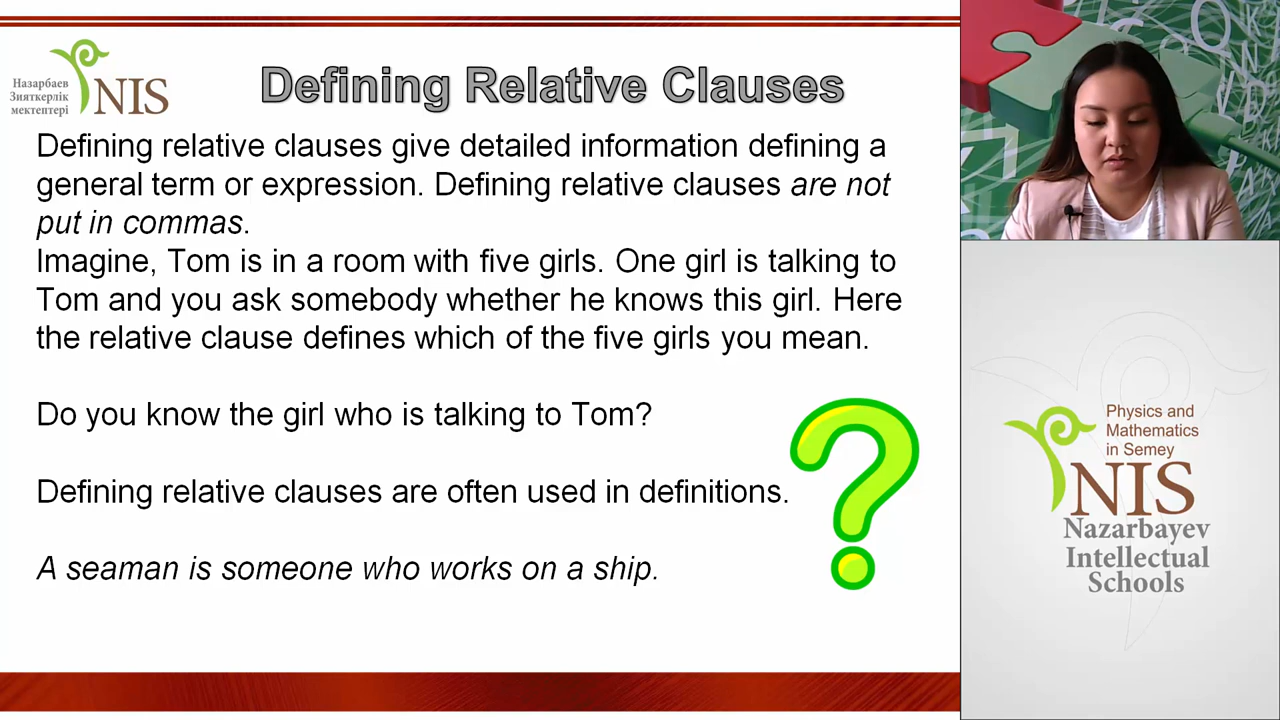 Назарбаев
Зияткерлік
мектептері
NIS
Defining Relative Clauses
Defining relative clauses give detailed information defining a
general term or expression. Defining relative clauses are not
put in commas.
Imagine, Tom is in a room with five girls. One girl is talking to
Tom and you ask somebody whether he knows this girl. Here
the relative clause defines which of the five girls you mean.
Do you know the girl who is talking to Tom?
Defining relative clauses are often used in definitions.
A seaman is someone who works on a ship.
?
Physics and
Mathematics
in Semey
NIS
Nazarbayev
Intellectual
Schools